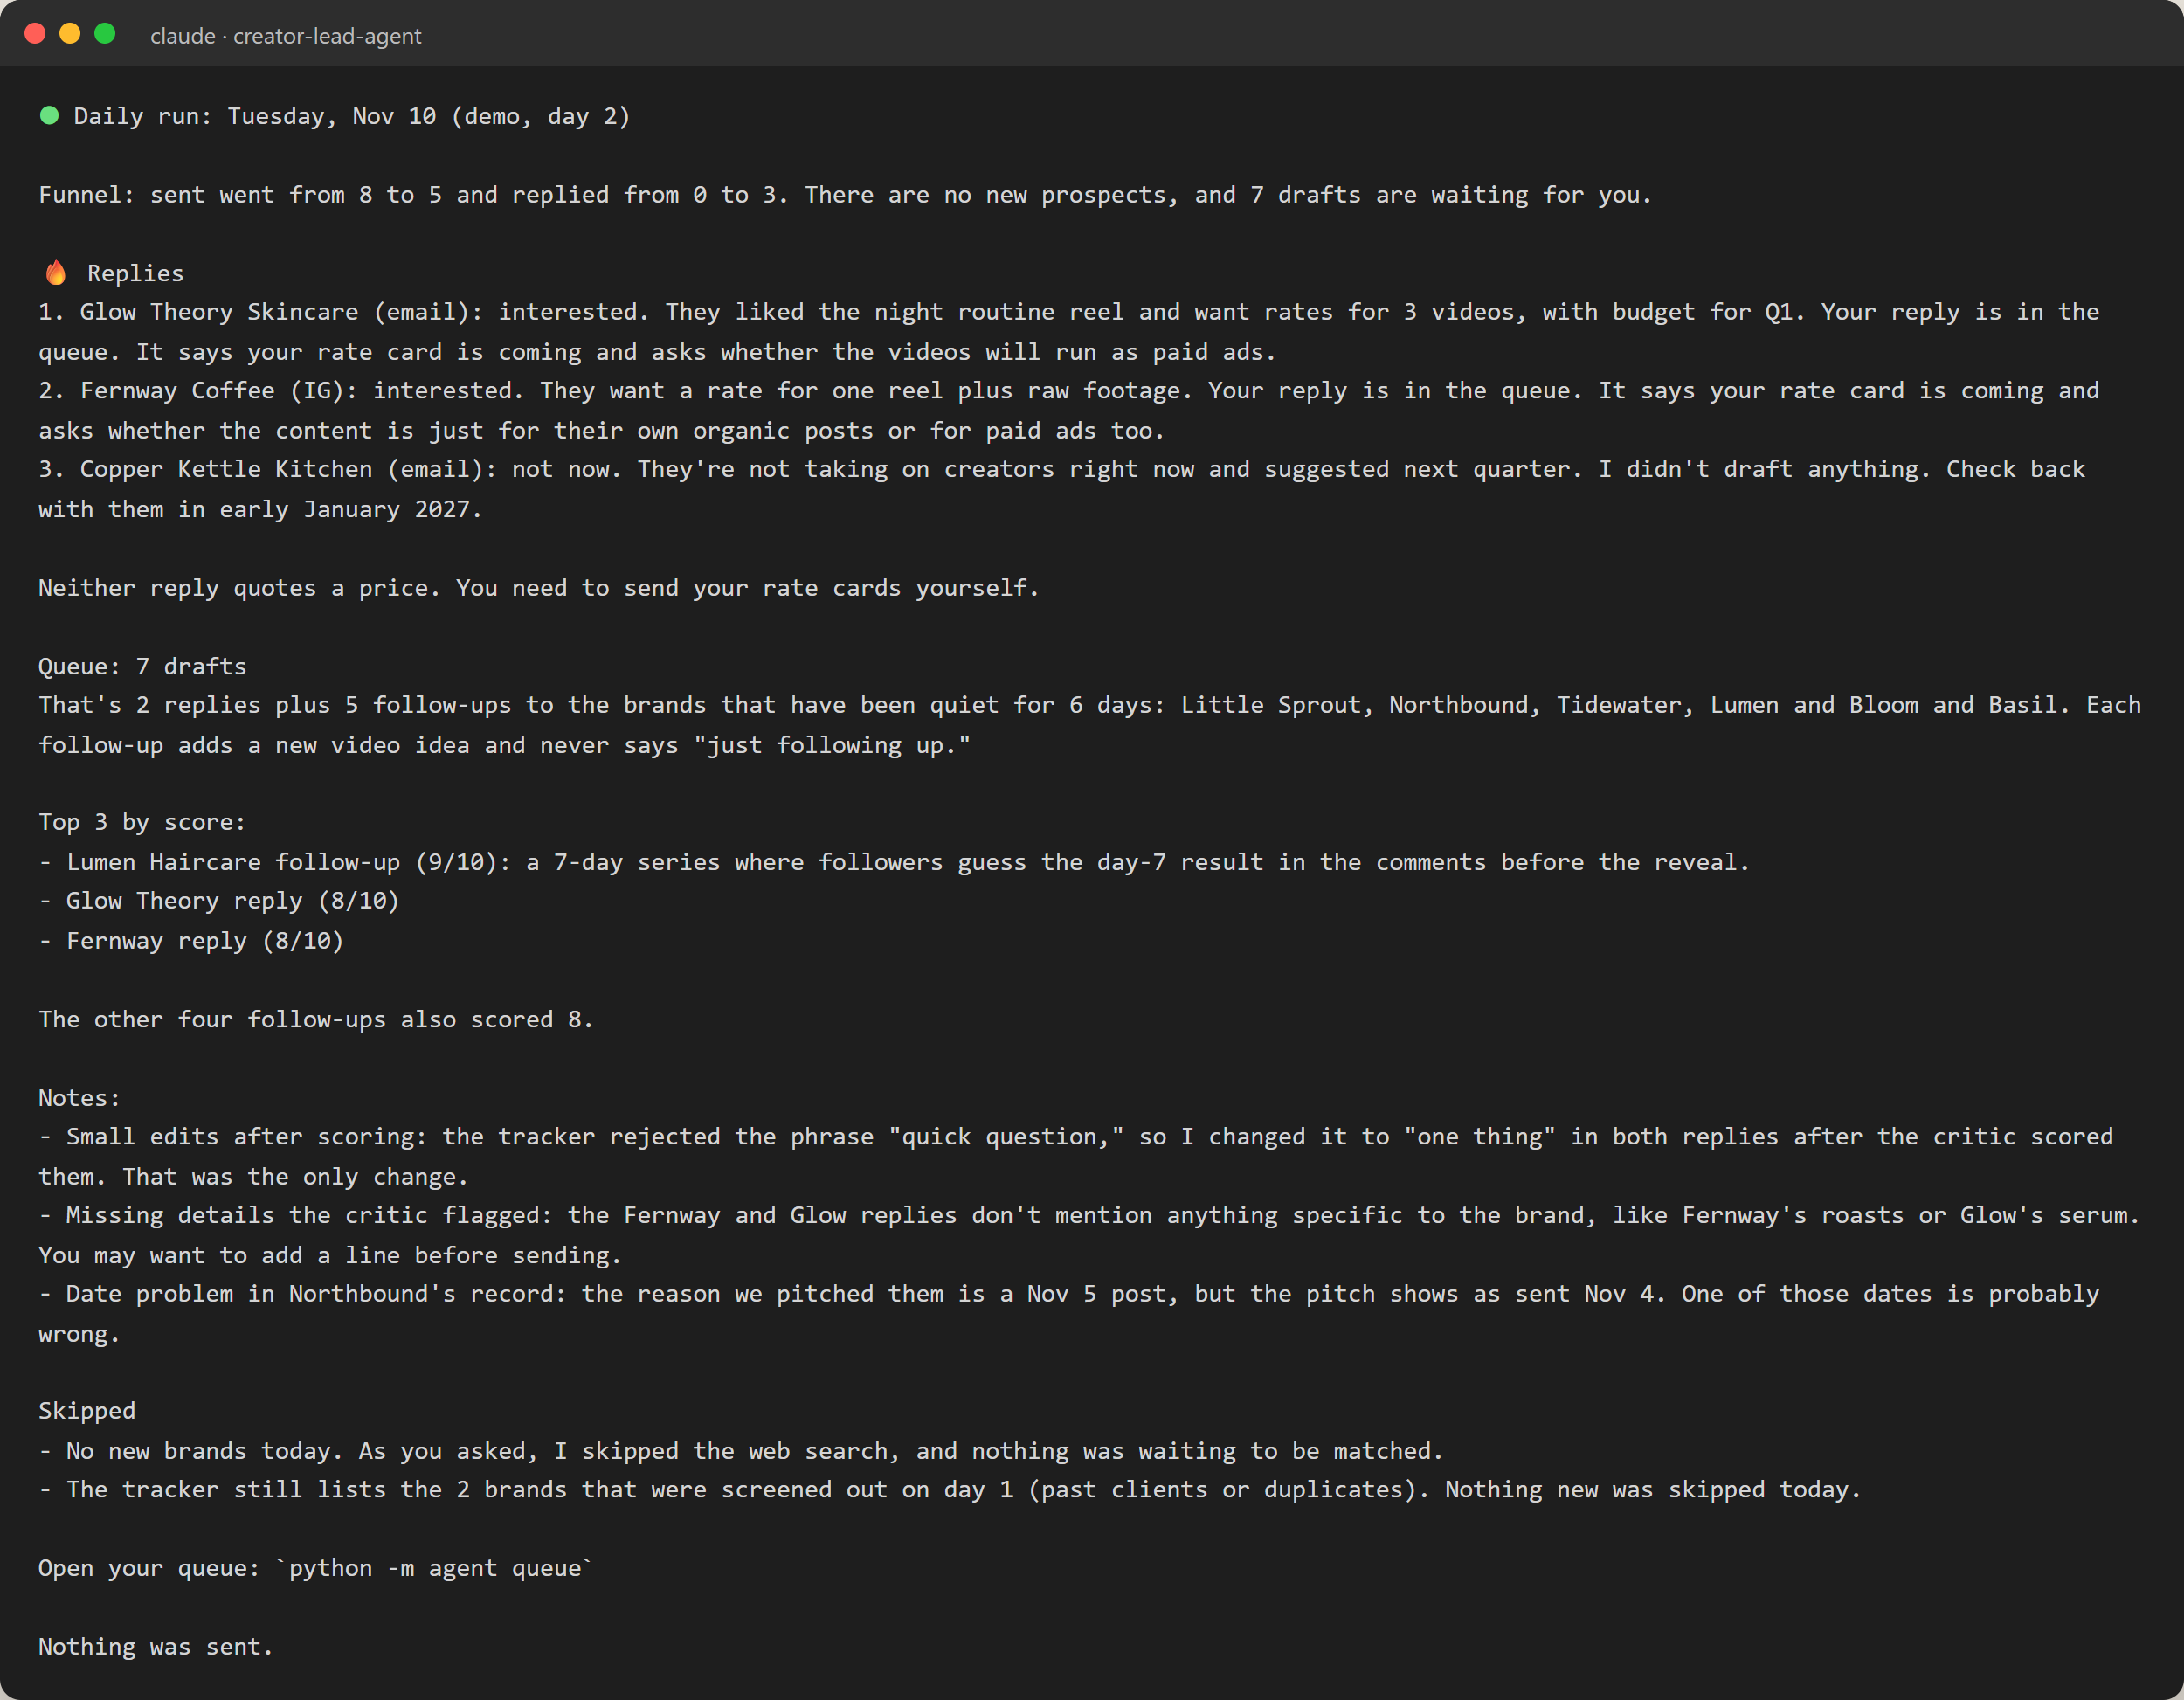 claude · creator-lead-agent
Daily run: Tuesday, Nov 10 (demo, day 2)
Funnel: sent went from 8 to 5 and replied from 0 to 3. There are no new prospects, and 7 drafts are waiting for you.
🔥 Replies
1. Glow Theory Skincare (email): interested. They liked the night routine reel and want rates for 3 videos, with budget for Q1. Your reply is in the
queue. It says your rate card is coming and asks whether the videos will run as paid ads.
2. Fernway Coffee (IG): interested. They want a rate for one reel plus raw footage. Your reply is in the queue. It says your rate card is coming and
asks whether the content is just for their own organic posts or for paid ads too.
3. Copper Kettle Kitchen (email): not now. They're not taking on creators right now and suggested next quarter. I didn't draft anything. Check back
with them in early January 2027.
Neither reply quotes a price. You need to send your rate cards yourself.
Queue: 7 drafts
That's 2 replies plus 5 follow-ups to the brands that have been quiet for 6 days: Little Sprout, Northbound, Tidewater, Lumen and Bloom and Basil. Each
follow-up adds a new video idea and never says "just following up."
Top 3 by score:
- Lumen Haircare follow-up (9/10): a 7-day series where followers guess the day-7 result in the comments before the reveal.
- Glow Theory reply (8/10)
- Fernway reply (8/10)
The other four follow-ups also scored 8.
Notes:
- Small edits after scoring: the tracker rejected the phrase "quick question," so I changed it to "one thing" in both replies after the critic scored
them. That was the only change.
- Missing details the critic flagged: the Fernway and Glow replies don't mention anything specific to the brand, like Fernway's roasts or Glow's serum.
You may want to add a line before sending.
- Date problem in Northbound's record: the reason we pitched them is a Nov 5 post, but the pitch shows as sent Nov 4. One of those dates is probably
wrong.
Skipped
- No new brands today. As you asked, I skipped the web search, and nothing was waiting to be matched.
- The tracker still lists the 2 brands that were screened out on day 1 (past clients or duplicates). Nothing new was skipped today.
Open your queue: `python -m agent queue`
Nothing was sent.